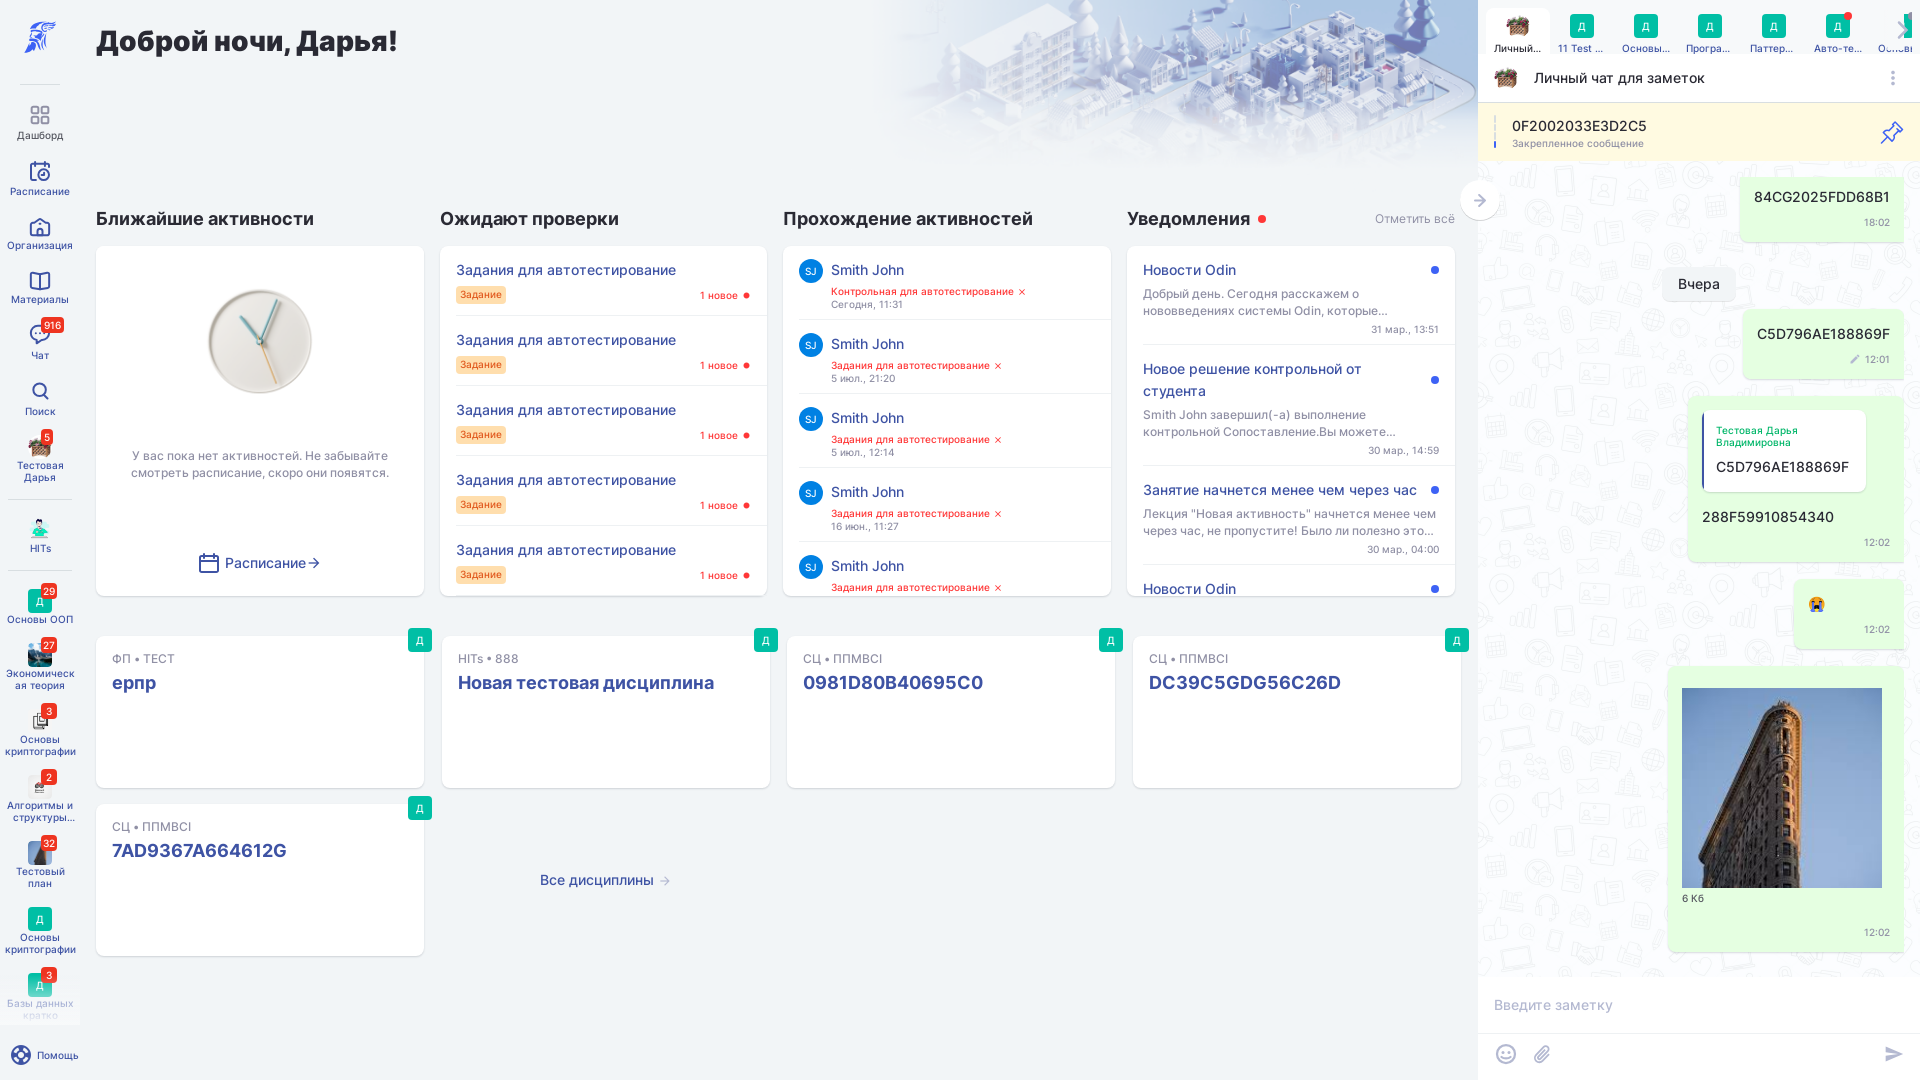 Доброй ночи, Дарья!
Дашборд
Расписание
Организация
Материалы
916
Чат
Поиск
5
Тестовая
Дарья
HITs
29
Д
Основы ООП
27
Экономическ
ая теория
3
Основы
криптографии
2
Алгоритмы и
структуры...
32
Тестовый
план
Д
Основы
криптографии
3
Д
Базы данных
кратко
Помощь
Ближайшие активности
У вас пока нет активностей. Не забывайте
смотреть расписание, скоро они появятся.
Расписание
Ожидают проверки
Задания для автотестирование
Задание
1 новое
Задания для автотестирование
Задание
1 новое
Задания для автотестирование
Задание
1 новое
Задания для автотестирование
Задание
1 новое
Задания для автотестирование
Задание
1 новое
Прохождение активностей
SJ
Smith John
Контрольная для автотестирование
Сегодня, 11:31
SJ
Smith John
Задания для автотестирование
5 июл., 21:20
SJ
Smith John
Задания для автотестирование
5 июл., 12:14
SJ
Smith John
Задания для автотестирование
16 июн., 11:27
SJ
Smith John
Задания для автотестирование
Уведомления
Отметить всё
Новости Odin
Добрый день. Сегодня расскажем о
нововведениях системы Odin, которые...
31 мар., 13:51
Новое решение контрольной от
студента
Smith John завершил(-а) выполнение
контрольной Сопоставление.Вы можете...
30 мар., 14:59
Занятие начнется менее чем через час
Лекция "Новая активность" начнется менее чем
через час, не пропустите! Было ли полезно это...
30 мар., 04:00
Новости Odin
Д
ФП • ТЕСТ
ерпр
Д
HITs • 888
Новая тестовая дисциплина
Д
СЦ • ППМВСІ
0981D80B40695C0
Д
СЦ • ППМВСІ
DC39C5GDG56C26D
Д
СЦ • ППМВСІ
7AD9367A664612G
Все дисциплины
Личный...
Д
11 Test ...
Д
Основы...
Д
Програ...
Д
Паттер...
Д
Авто-те...
Личный чат для заметок
0F2002033E3D2C5
Закрепленное сообщение
84CG2025FDD68B1
18:02
Вчера
C5D796AE188869F
12:01
Тестовая Дарья
Владимировна
C5D796AE188869F
288F59910854340
12:02
12:02
6 Кб
12:02
Введите заметку